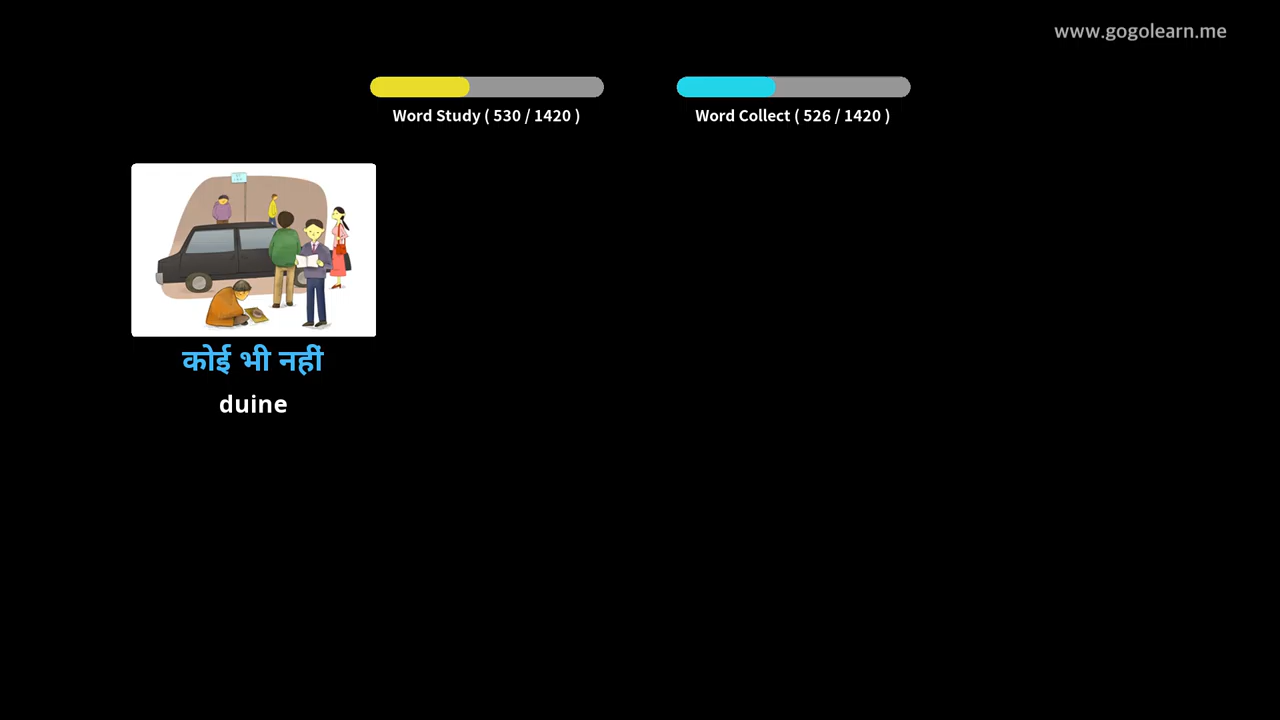 www.gogolearn.me
Word Study ( 530 / 1420 )
Word Collect ( 526 / 1420 )
कोई भी नहीं
duine